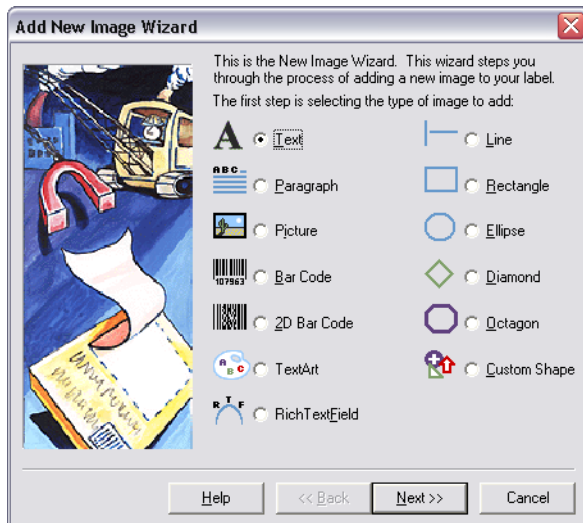 Add New Image Wizard
This is the New Image Wizard. This wizard steps you
through the process of adding a new image to your label.
The first step is selecting the type of image to add:
A Text
Line
ABC Paragraph
Rectangle
Picture
Ellipse
107963 Bar Code
Diamond
2D Bar Code
Octagon
A B C TextArt
Custom Shape
R T F RichTextField
Help
<< Back
Next >>
Cancel